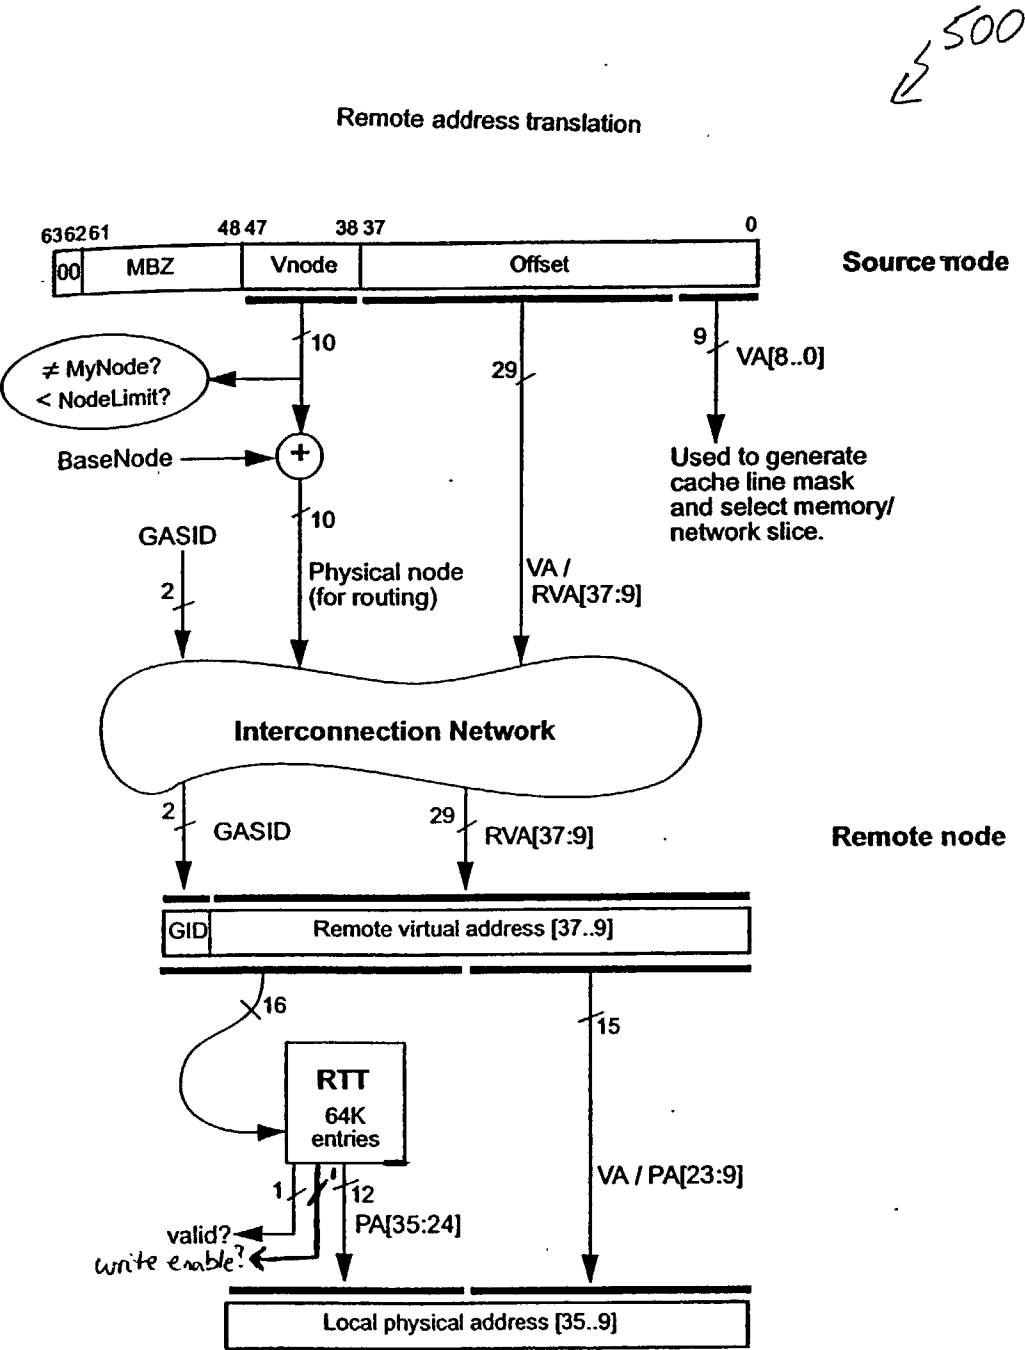 500
Remote address translation
63 62 61 48 47 38 37 0
00 MBZ Vnode Offset Source node
10 9 VA[8..0]
≠ MyNode? 29
< NodeLimit?
BaseNode +
Used to generate
cache line mask
and select memory/
network slice.
10
GASID
Physical node
(for routing)
2
VA /
RVA[37:9]
Interconnection Network
2 GASID 29 RVA[37:9] Remote node
GID Remote virtual address [37..9]
16 15
RTT
64K
entries
1 1 12 VA / PA[23:9]
valid? PA[35:24]
write enable?
Local physical address [35..9]